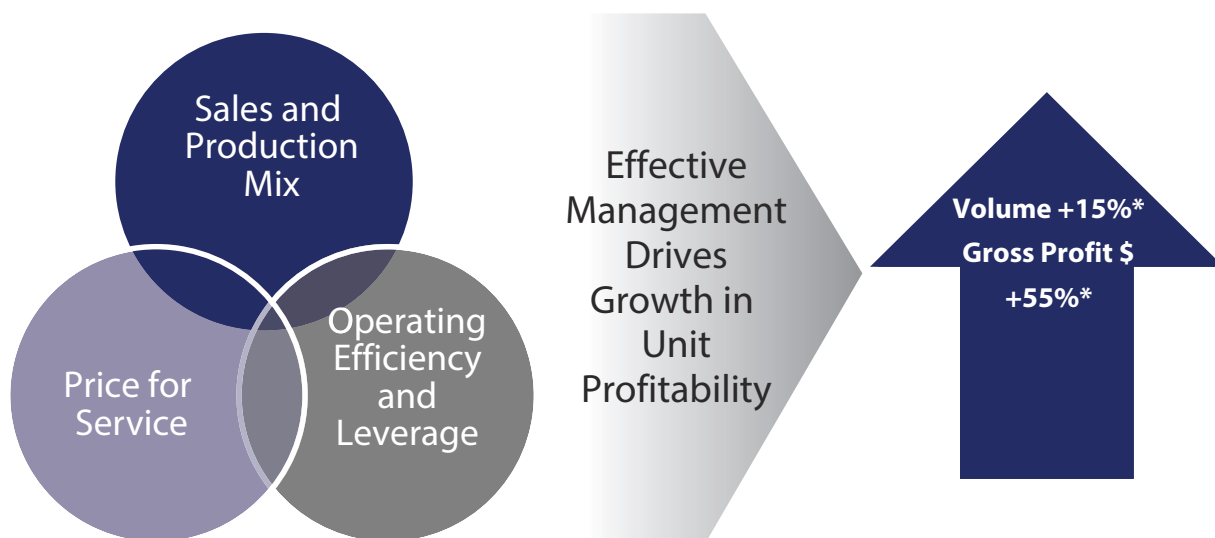 Sales and
Production
Mix
Price for
Service
Operating
Efficiency
and
Leverage
Effective
Management
Drives
Growth in
Unit
Profitability
Volume +15%*
Gross Profit $
+55%*